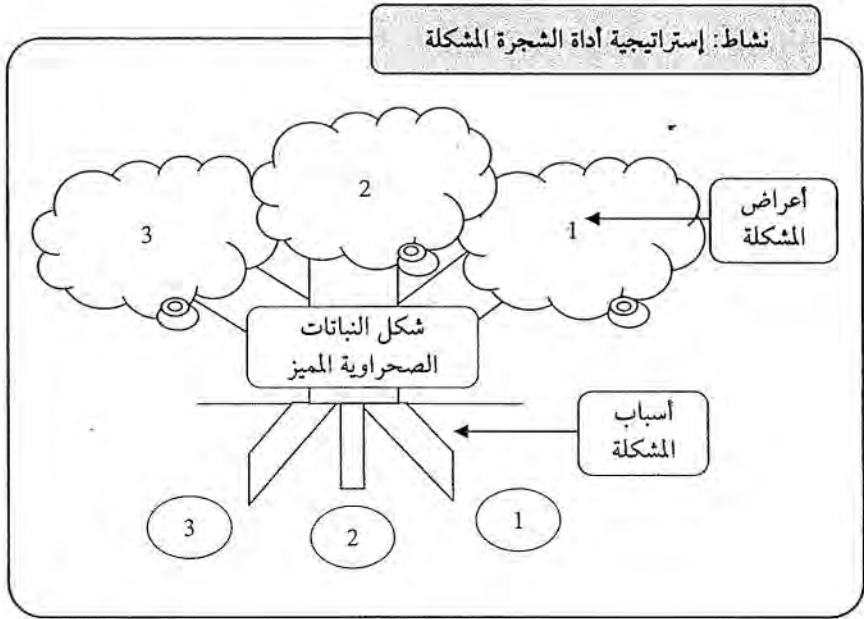 نشاط: إستراتيجية أداة الشجرة المشكلة
2
أعراض
المشكلة
1
3
شكل النباتات
الصحراوية المميز
أسباب
المشكلة
1
2
3